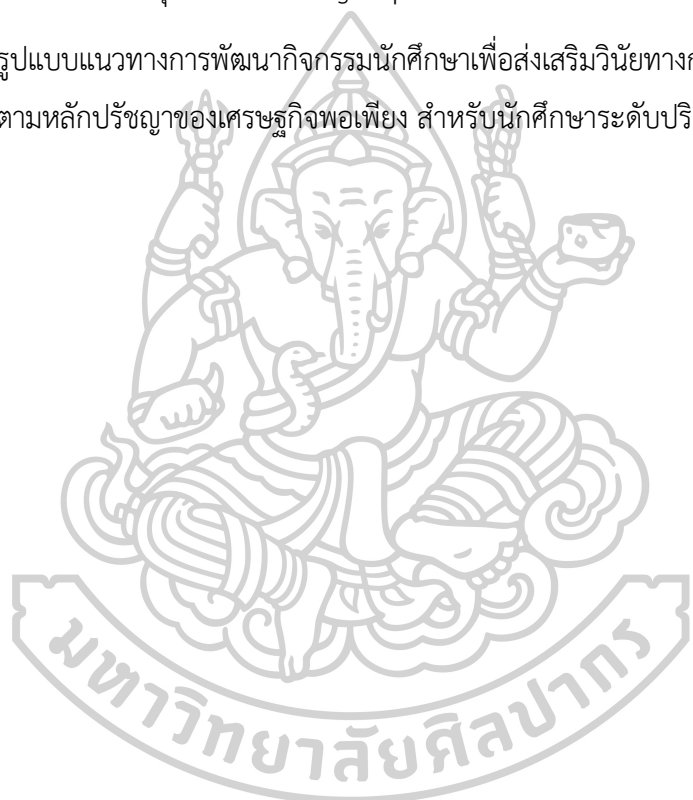 รูปแบบแนวทางการพัฒนากิจกรรมนักศึกษาเพื่อส่งเสริมวินัยทาง
ตามหลักปรัชญาของเศรษฐกิจพอเพียง สำหรับนักศึกษาระดับ
มหาวิทยาลัยศิลปากร